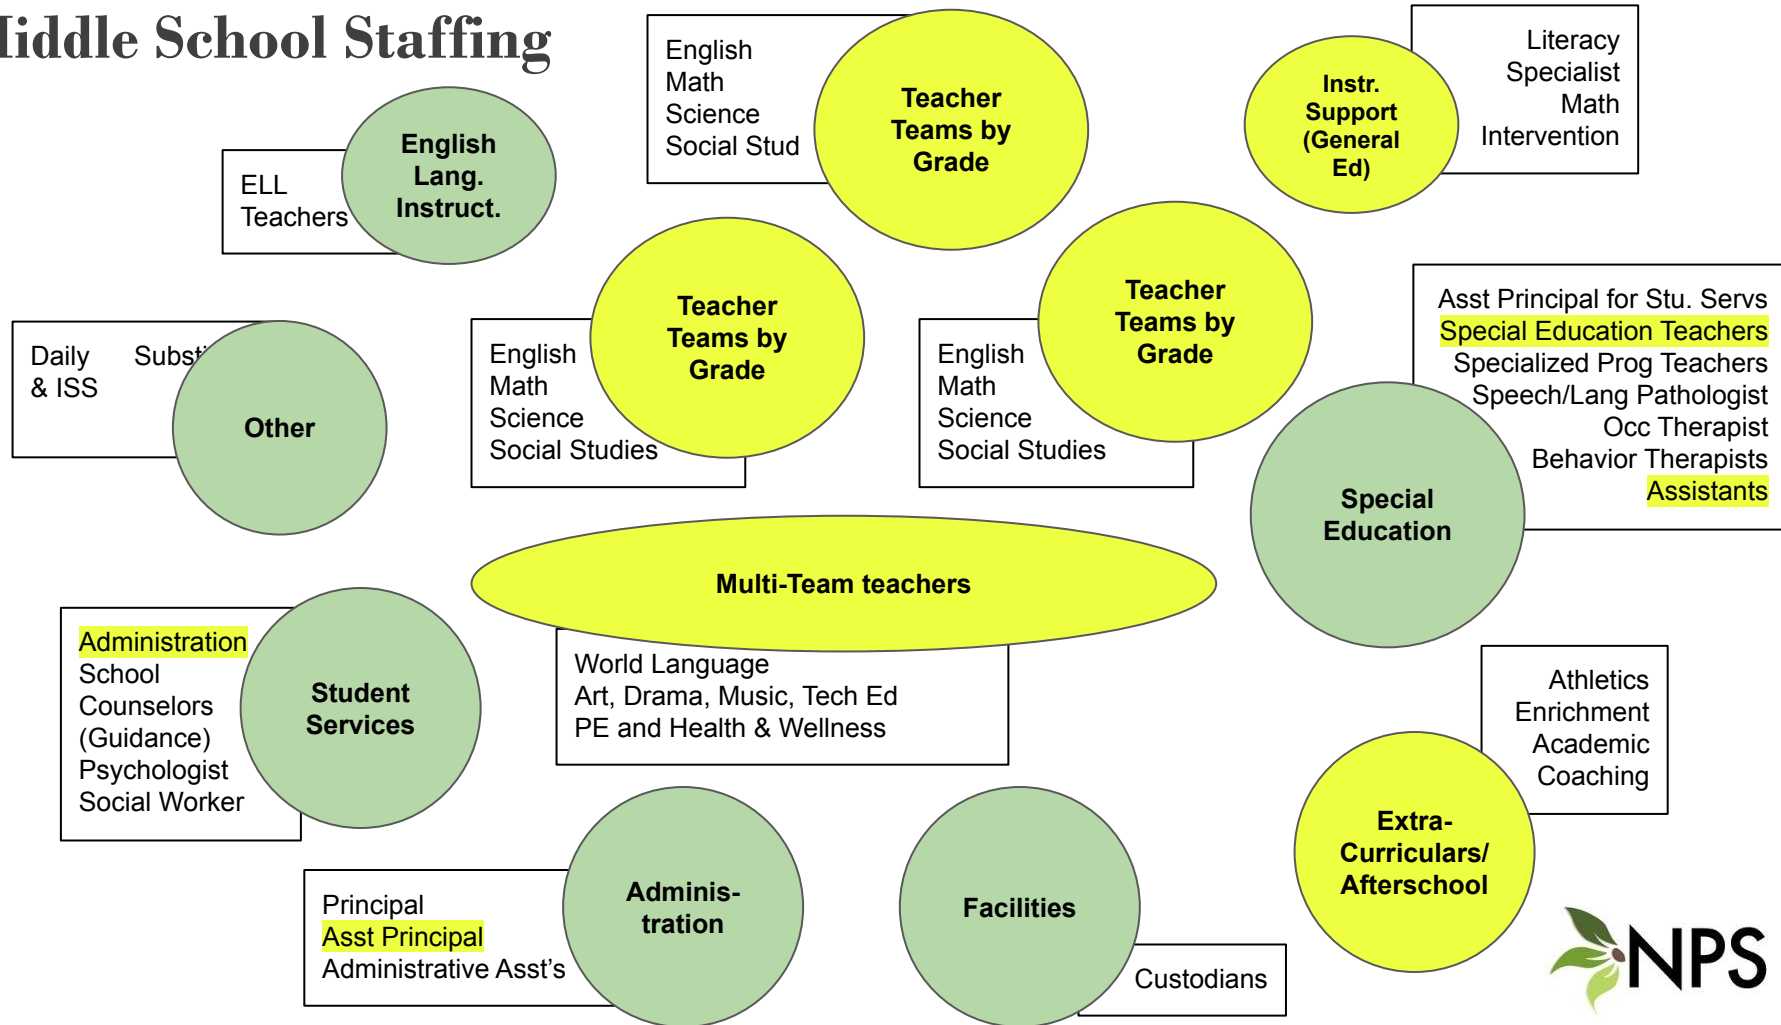 iddle School Staffing
English
Math
Science
Social Stud
Teacher
Teams by
Grade
Instr.
Support
(General
Ed)
Literacy
Specialist
Math
Intervention
ELL
Teachers
English
Lang.
Instruct.
Daily
& ISS
Other
English
Math
Science
Social Studies
Teacher
Teams by
Grade
English
Math
Science
Social Studies
Teacher
Teams by
Grade
Asst Principal for Stu. Servs
Special Education Teachers
Specialized Prog Teachers
Speech/Lang Pathologist
Occ Therapist
Behavior Therapists
Assistants
Special
Education
Multi-Team teachers
World Language
Art, Drama, Music, Tech Ed
PE and Health & Wellness
Administration
School
Counselors
(Guidance)
Psychologist
Social Worker
Student
Services
Athletics
Enrichment
Academic
Coaching
Extra-
Curriculars/
Afterschool
Principal
Asst Principal
Administrative Asst's
Adminis-
tration
Facilities
Custodians
NPS